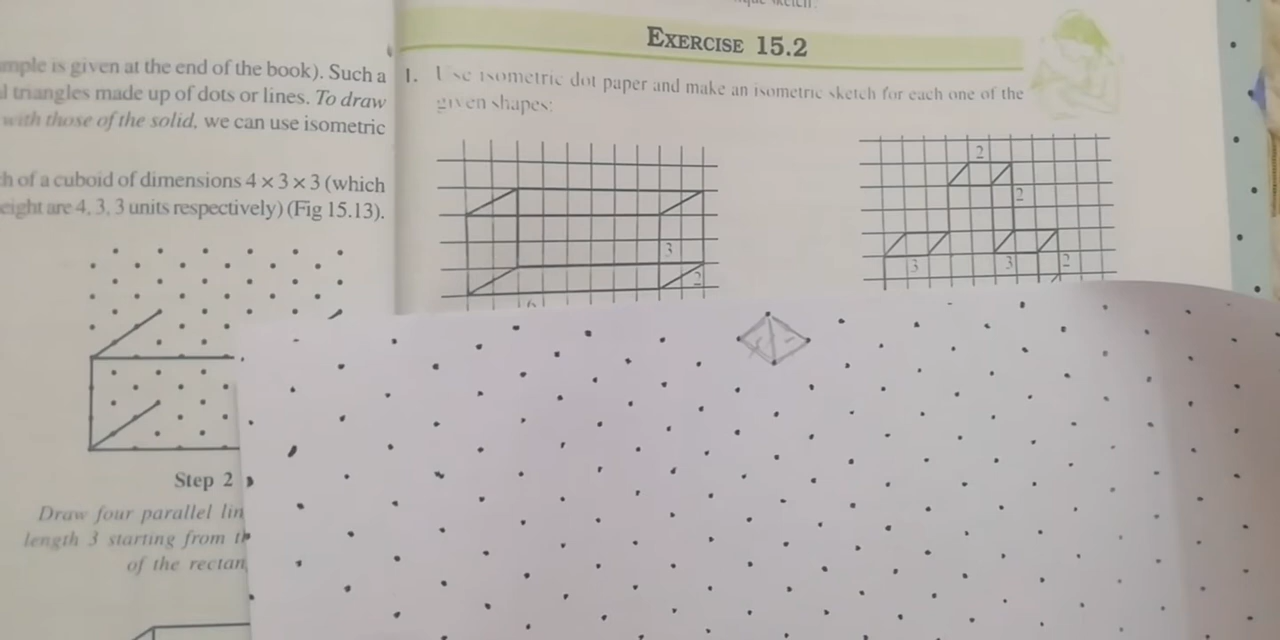 ample is given at the end of the book). Such a
l triangles made up of dots or lines. To draw
with those of the solid, we can use isometric
h of a cuboid of dimensions 4 × 3 × 3 (which
eight are 4, 3, 3 units respectively) (Fig 15.13).
Step 2
Draw four parallel lin
length 3 starting from th
of the rectan
EXERCISE 15.2
1. Use isometric dot paper and make an isometric sketch for each one of the
given shapes:
3
2
6
2
2
3
3
2